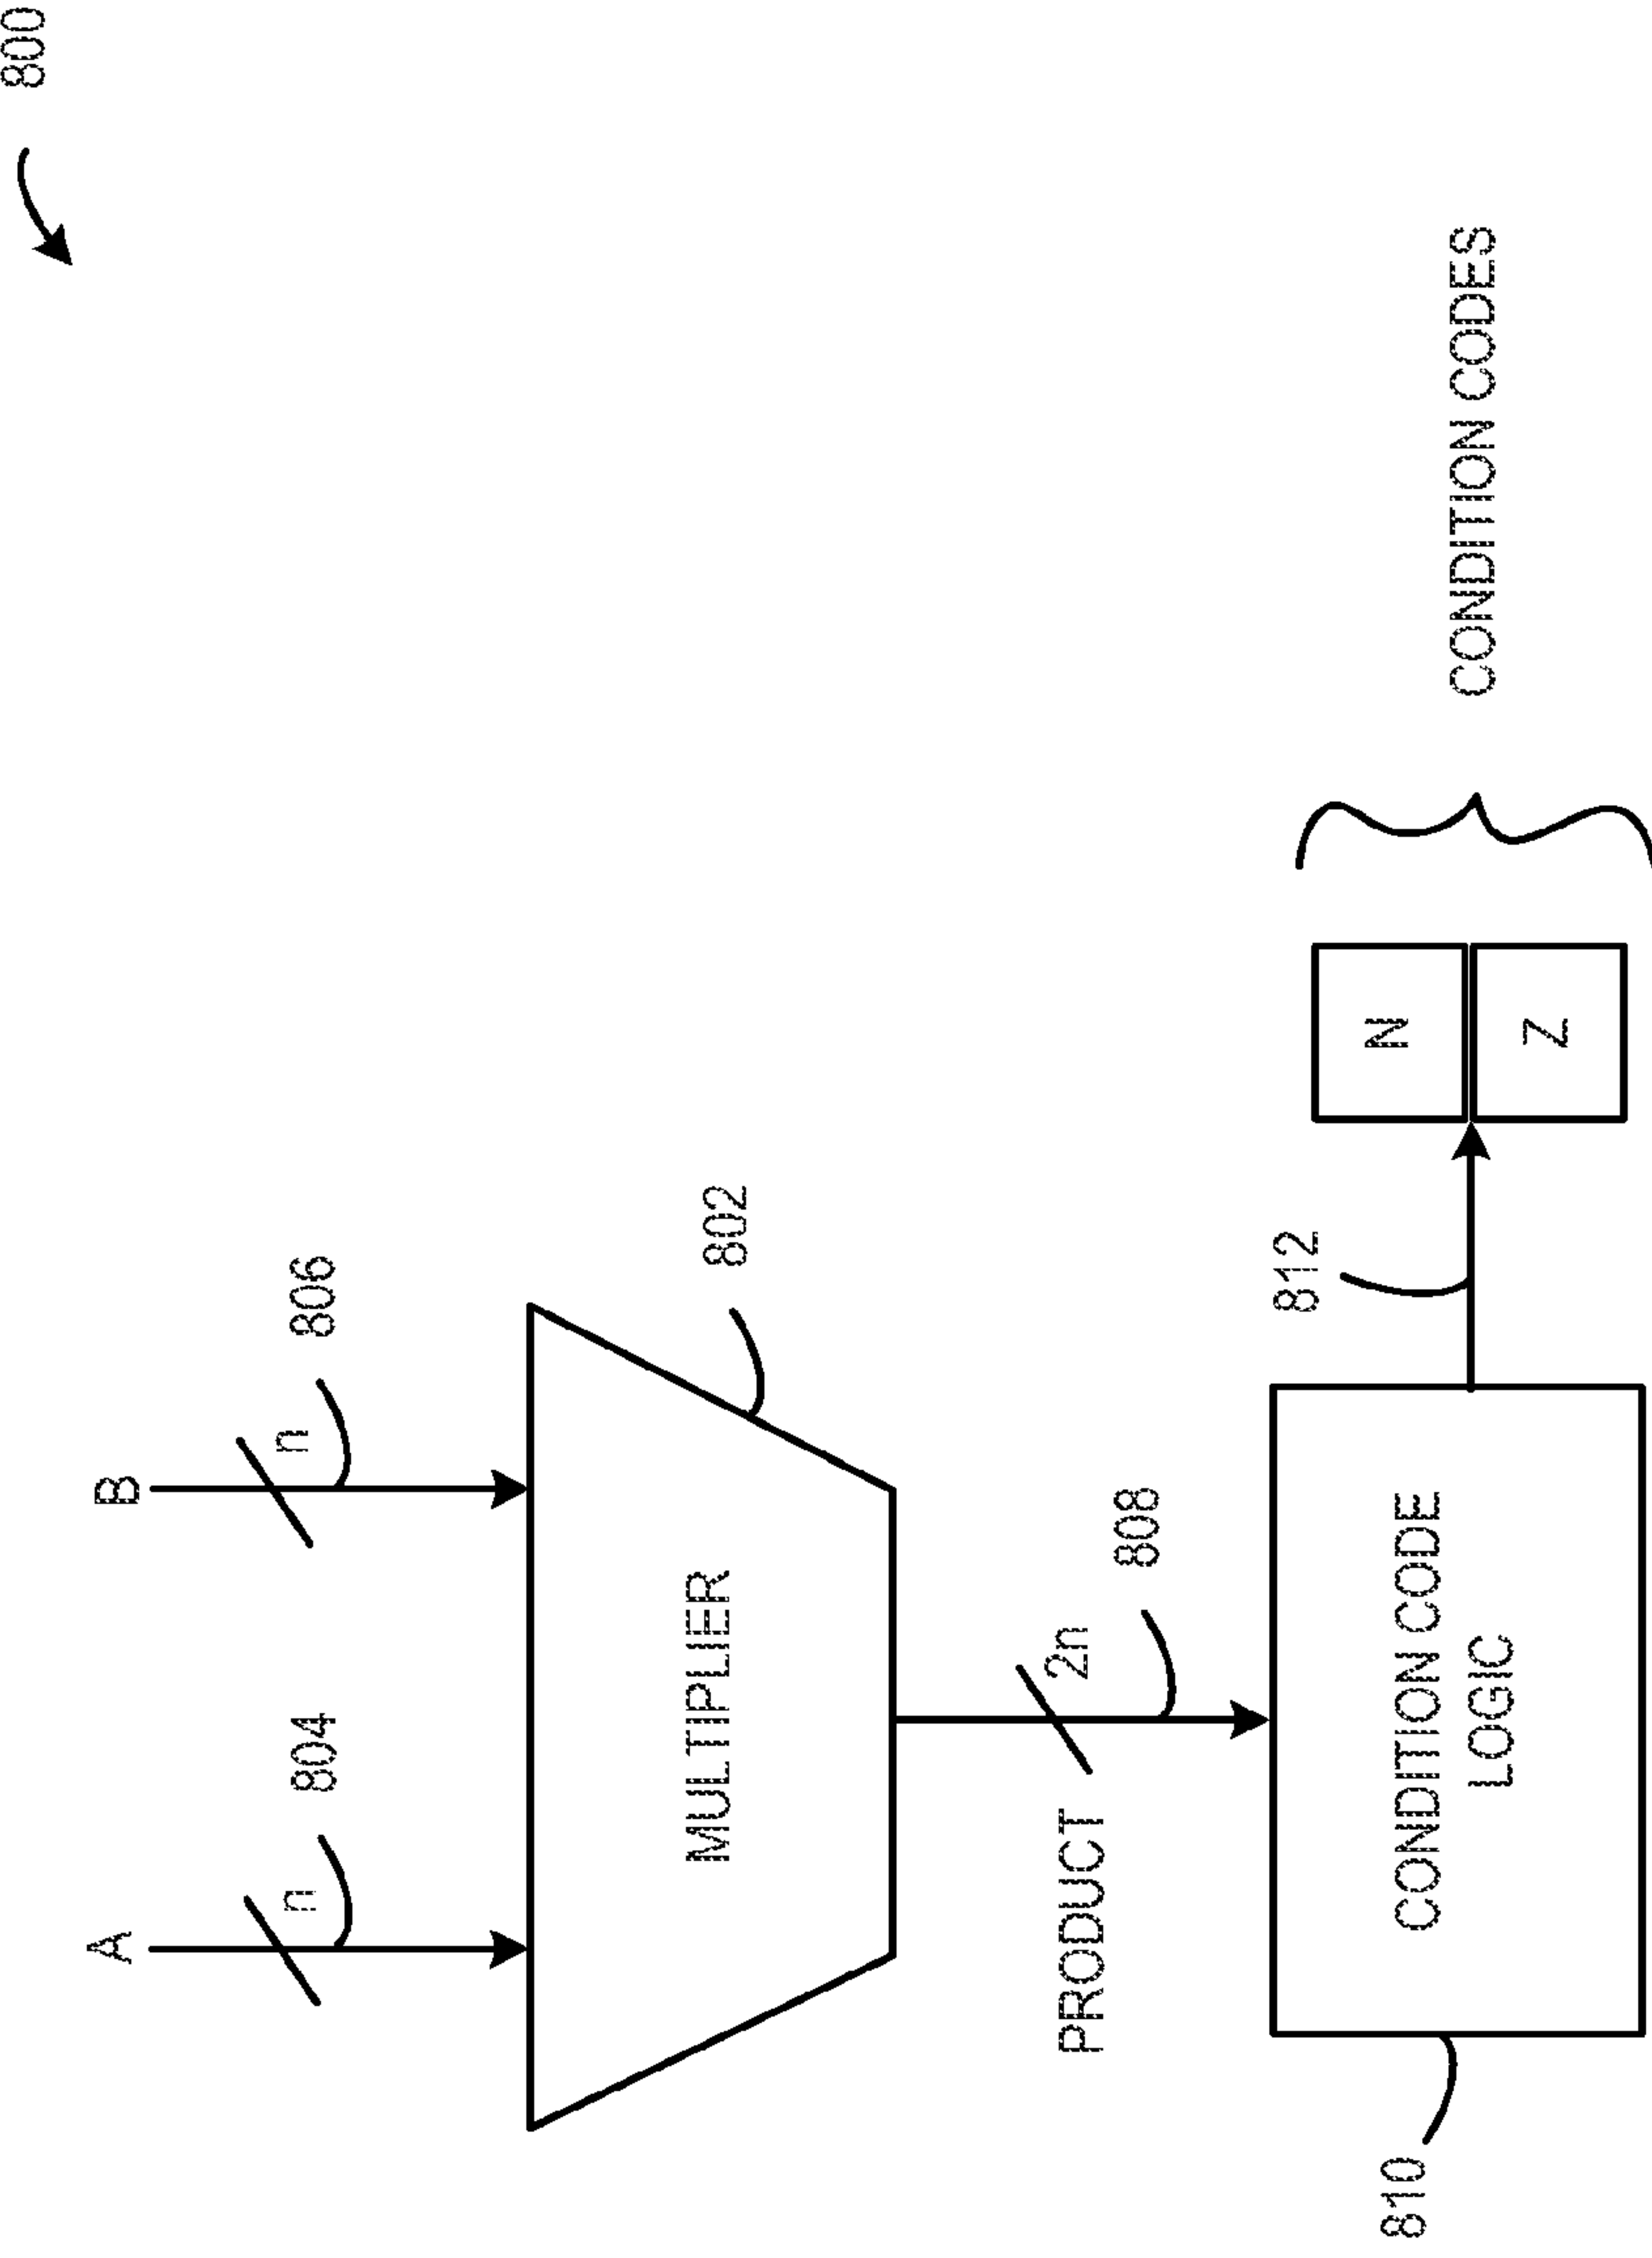 800
A
B
n
804
n
806
MULTIPLIER
802
PRODUCT
2n
808
810
CONDITION CODE
LOGIC
812
N
Z
CONDITION CODES